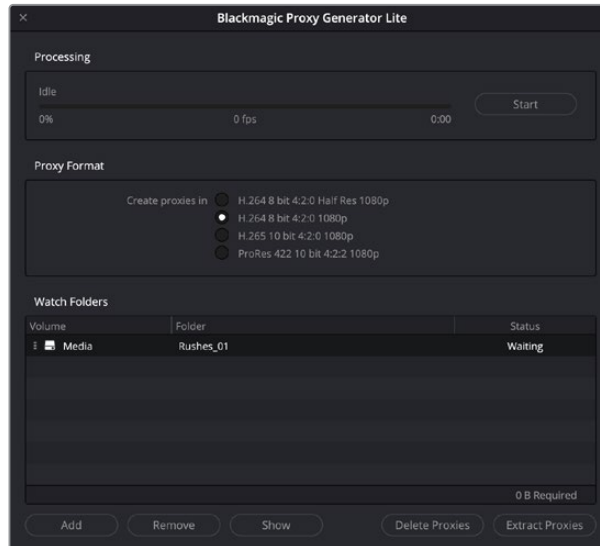 Blackmagic Proxy Generator Lite
Processing
Idle
0% 0 fps 0:00
Start
Proxy Format
Create proxies in H.264 8 bit 4:2:0 Half Res 1080p
H.264 8 bit 4:2:0 1080p
H.265 10 bit 4:2:0 1080p
ProRes 422 10 bit 4:2:2 1080p
Watch Folders
Volume Folder Status
Media Rushes_01 Waiting
0 B Required
Add Remove Show Delete Proxies Extract Proxies